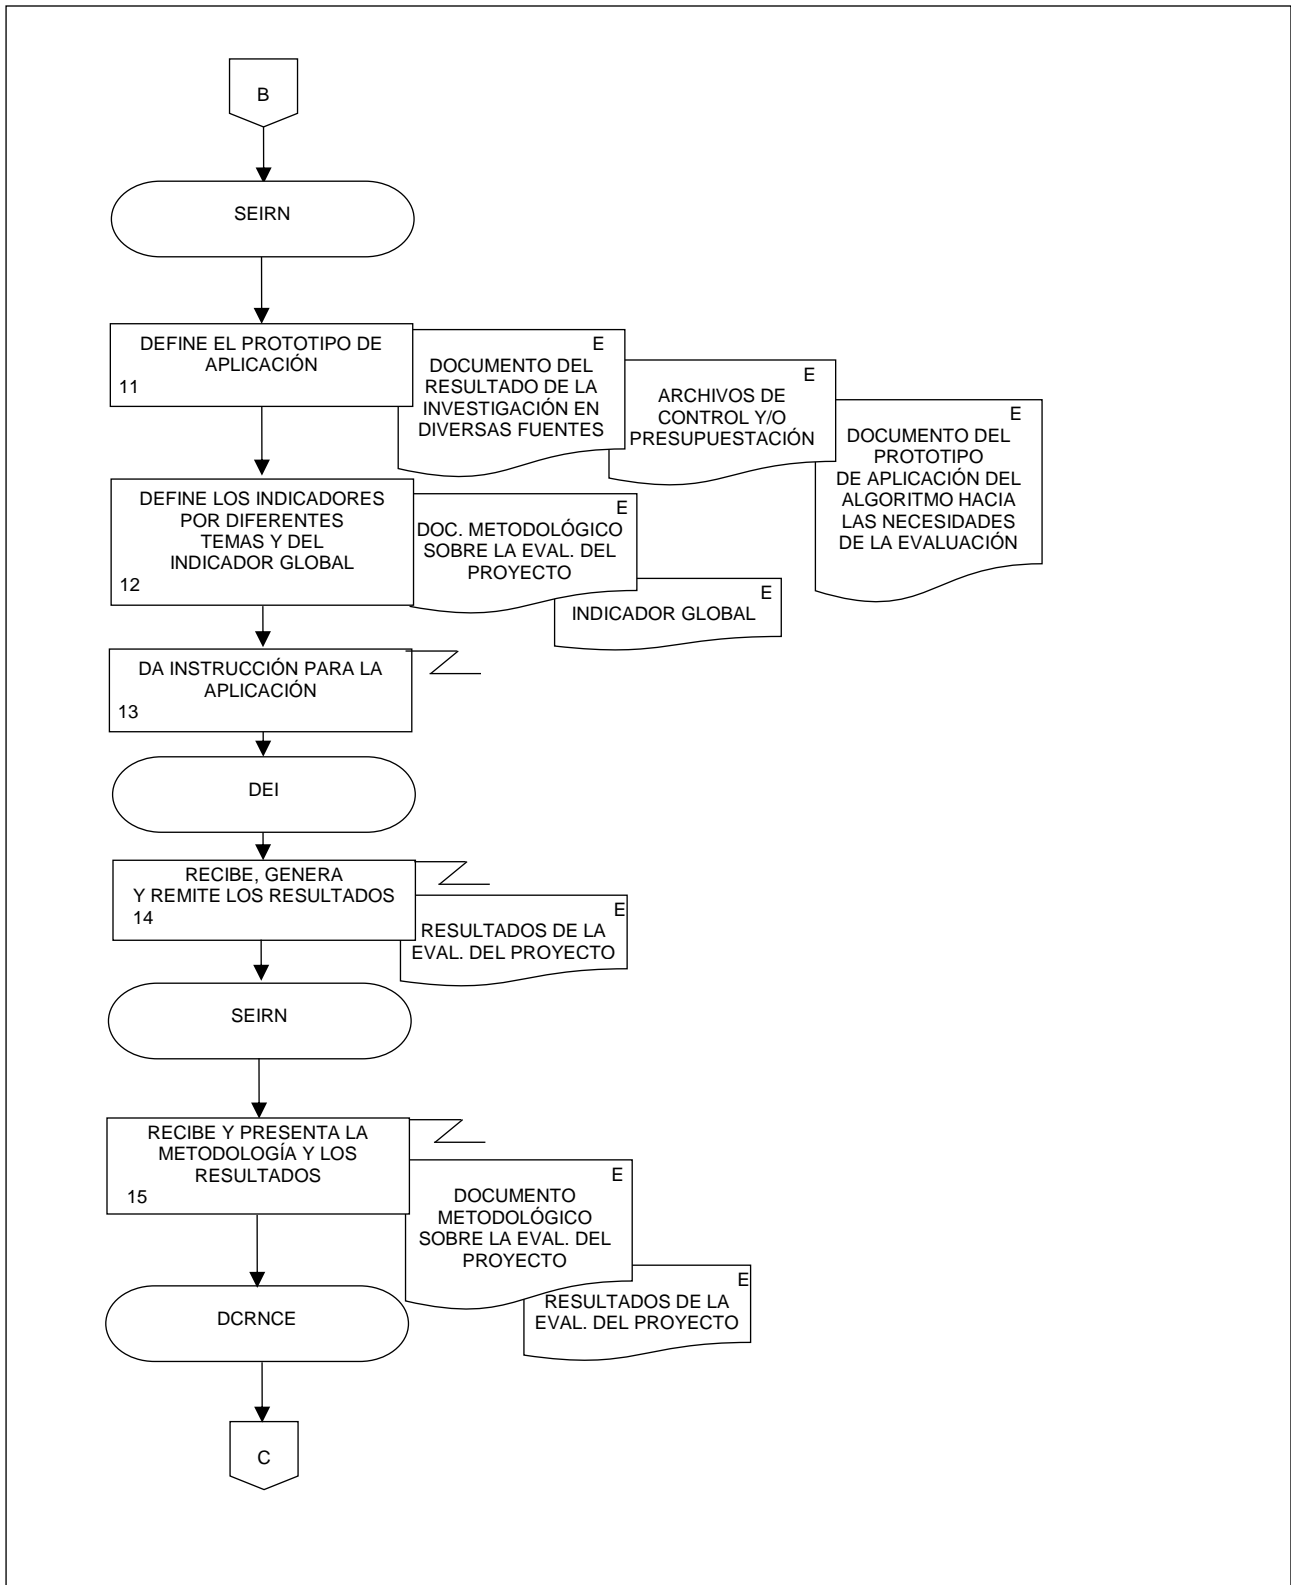 B
SEIRN
DEFINE EL PROTOTIPO DE
APLICACIÓN
11
E
DOCUMENTO DEL
RESULTADO DE LA
INVESTIGACIÓN EN
DIVERSAS FUENTES
E
ARCHIVOS DE
CONTROL Y/O
PRESUPUESTACIÓN
E
DOCUMENTO DEL
PROTOTIPO
DE APLICACIÓN DEL
ALGORITMO HACIA
LAS NECESIDADES
DE LA EVALUACIÓN
DEFINE LOS INDICADORES
POR DIFERENTES
TEMAS Y DEL
INDICADOR GLOBAL
12
E
DOC. METODOLÓGICO
SOBRE LA EVAL. DEL
PROYECTO
E
INDICADOR GLOBAL
DA INSTRUCCIÓN PARA LA
APLICACIÓN
13
DEI
RECIBE, GENERA
Y REMITE LOS RESULTADOS
14
E
RESULTADOS DE LA
EVAL. DEL PROYECTO
SEIRN
RECIBE Y PRESENTA LA
METODOLOGÍA Y LOS
RESULTADOS
15
E
DOCUMENTO
METODOLÓGICO
SOBRE LA EVAL. DEL
PROYECTO
E
RESULTADOS DE LA
EVAL. DEL PROYECTO
DCRNCE
C